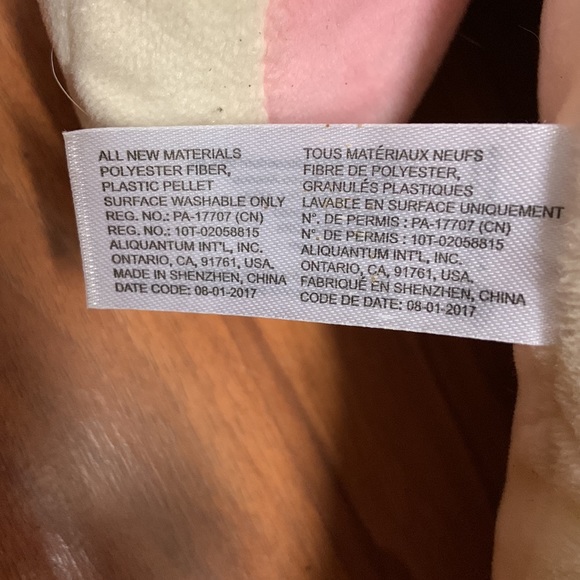 ALL NEW MATERIALS
POLYESTER FIBER,
PLASTIC PELLET
SURFACE WASHABLE ONLY
REG. NO.: PA-17707 (CN)
REG. NO.: 10T-02058815
ALIQUANTUM INT'L, INC.
ONTARIO, CA, 91761, USA,
MADE IN SHENZHEN, CHINA
DATE CODE: 08-01-2017
TOUS MATÉRIAUX NEUFS
FIBRE DE POLYESTER,
GRANULÉS PLASTIQUES
LAVABLE EN SURFACE UNIQUEMENT
N°. DE PERMIS : PA-17707 (CN)
N°. DE PERMIS : 10T-02058815
ALIQUANTUM INT'L, INC.
ONTARIO, CA, 91761, USA,
FABRIQUÉ EN SHENZHEN, CHINA
CODE DE DATE: 08-01-2017